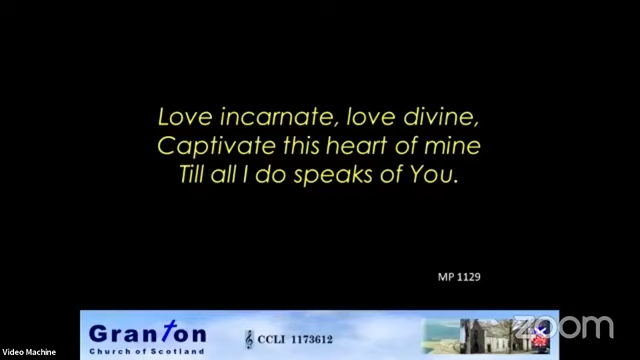 Love incarnate, love divine,
Captivate this heart of mine
Till all I do speaks of You.
MP 1129
Granton
Church of Scotland
CCLI 1173612
zoom
Video Machine